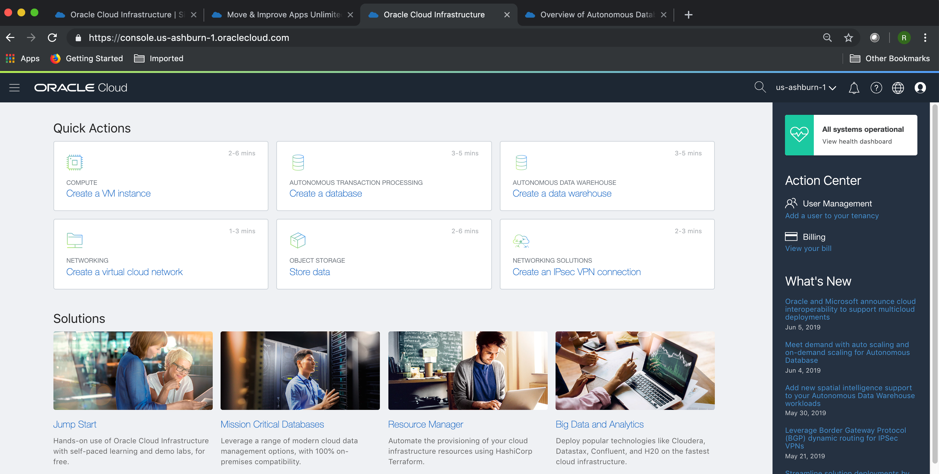 Oracle Cloud Infrastructure | Si
Move & Improve Apps Unlimite
Oracle Cloud Infrastructure
Overview of Autonomous Data
https://console.us-ashburn-1.oraclecloud.com
R
Apps
Getting Started
Imported
Other Bookmarks
ORACLE Cloud
us-ashburn-1
Quick Actions
2-6 mins
COMPUTE
Create a VM instance
3-5 mins
AUTONOMOUS TRANSACTION PROCESSING
Create a database
3-5 mins
AUTONOMOUS DATA WAREHOUSE
Create a data warehouse
1-3 mins
NETWORKING
Create a virtual cloud network
2-6 mins
OBJECT STORAGE
Store data
2-3 mins
NETWORKING SOLUTIONS
Create an IPsec VPN connection
Solutions
Jump Start
Hands-on use of Oracle Cloud Infrastructure
with self-paced learning and demo labs, for
free.
Mission Critical Databases
Leverage a range of modern cloud data
management options, with 100% on-
premises compatibility.
Resource Manager
Automate the provisioning of your cloud
infrastructure resources using HashiCorp
Terraform.
Big Data and Analytics
Deploy popular technologies like Cloudera,
Datastax, Confluent, and H20 on the fastest
cloud infrastructure.
All systems operational
View health dashboard
Action Center
User Management
Add a user to your tenancy
Billing
View your bill
What's New
Oracle and Microsoft announce cloud
interoperability to support multicloud
deployments
Jun 5, 2019
Meet demand with auto scaling and
on-demand scaling for Autonomous
Database
Jun 4, 2019
Add new spatial intelligence support
to your Autonomous Data Warehouse
workloads
May 30, 2019
Leverage Border Gateway Protocol
(BGP) dynamic routing for IPSec
VPNs
May 21, 2019
Streamline solution deployments by